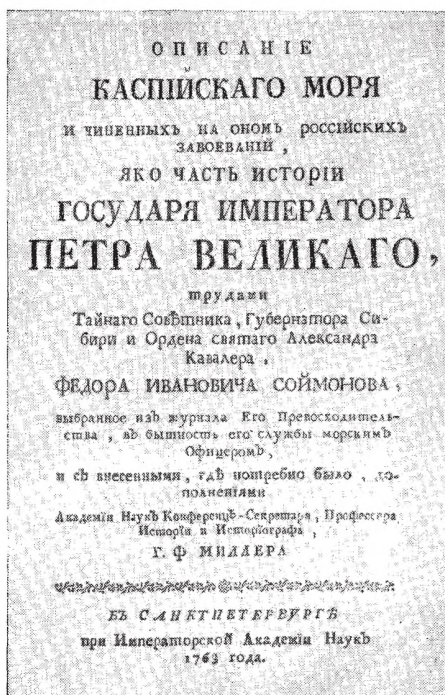 ОПИСАНІЕ
КАСПІЙСКАГО МОРЯ
И ЧИНЕННЫХЪ НА ОНОМЪ РОССІЙСКИХЪ
ЗАВОЕВАНІЙ ,
ЯКО ЧАСТЬ ИСТОРІИ
ГОСУДАРЯ ИМПЕРАТОРА
ПЕТРА ВЕЛИКАГО ,
трудами
Тайнаго Совѣтника , Губернатора Си-
бири и Ордена святаго Александра
Кавалера ,
ФЕДОРА ИВАНОВИЧА СОЙМОНОВА ,
выбранное изъ журнала Его Превосходитель-
ства , въ бытность его службы морскимъ
Офицеромъ ,
и съ внесенными , гдѣ потребно было , до-
полненіями
Академіи Наукъ Конференцъ-Секретаря , Профессора
Исторіи и Исторіографа ,
Г. Ф МИЛЛЕРА
ВЪ САНКТПЕТЕРБУРГѢ
при Императорской Академіи Наукъ
1763 года.